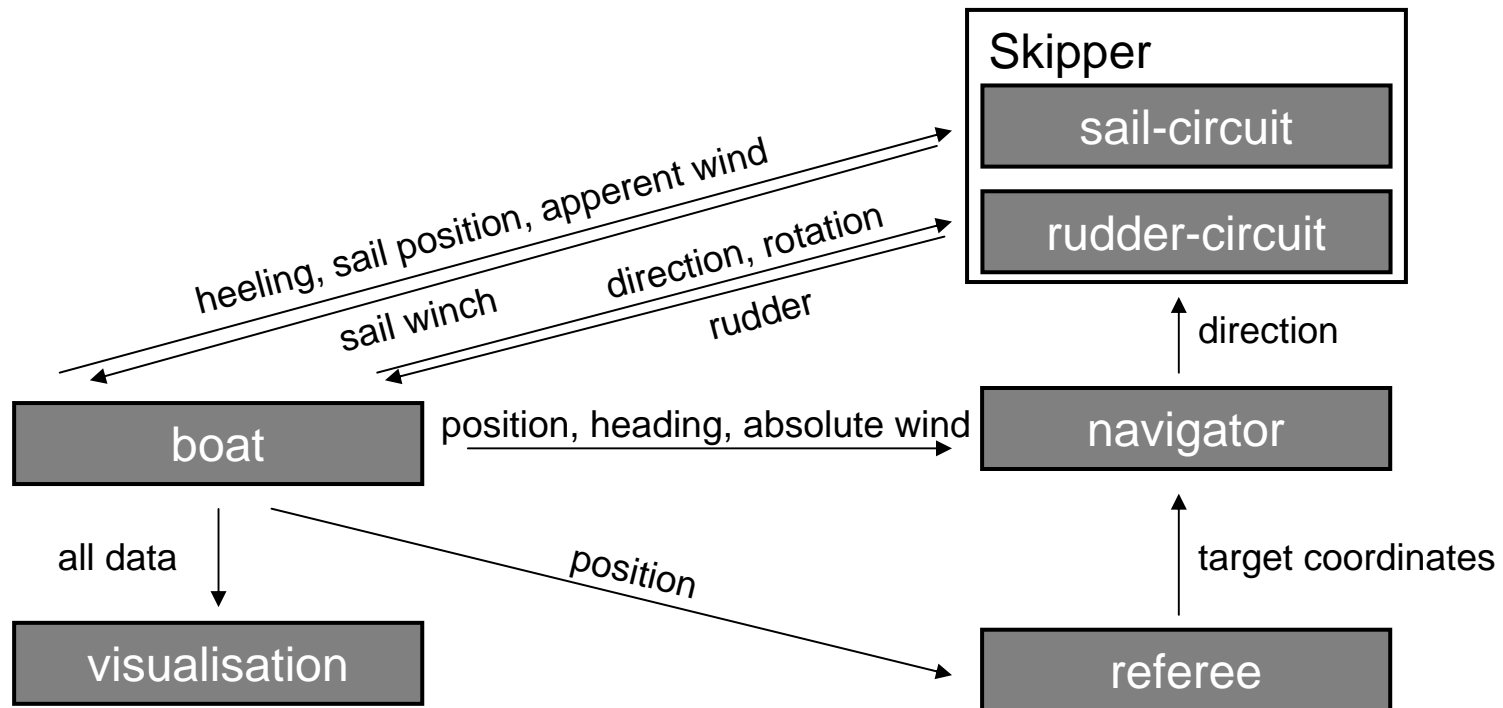 Skipper
sail-circuit
rudder-circuit
heeling, sail position, apperent wind
sail winch
direction, rotation
rudder
direction
boat
position, heading, absolute wind
navigator
all data
position
target coordinates
visualisation
referee